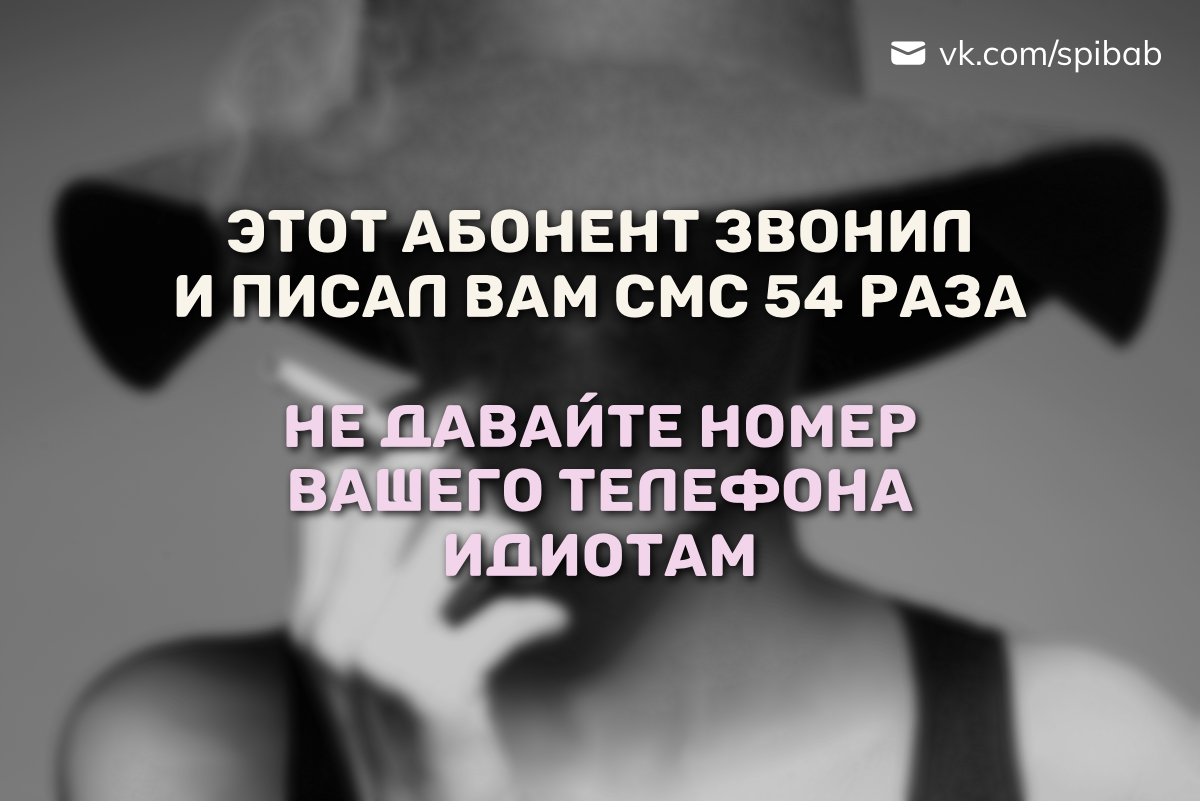 vk.com/spibab
ЭТОТ АБОНЕНТ ЗВОНИЛ
И ПИСАЛ ВАМ СМС 54 РАЗА
НЕ ДАВАЙТЕ НОМЕР
ВАШЕГО ТЕЛЕФОНА
ИДИОТАМ